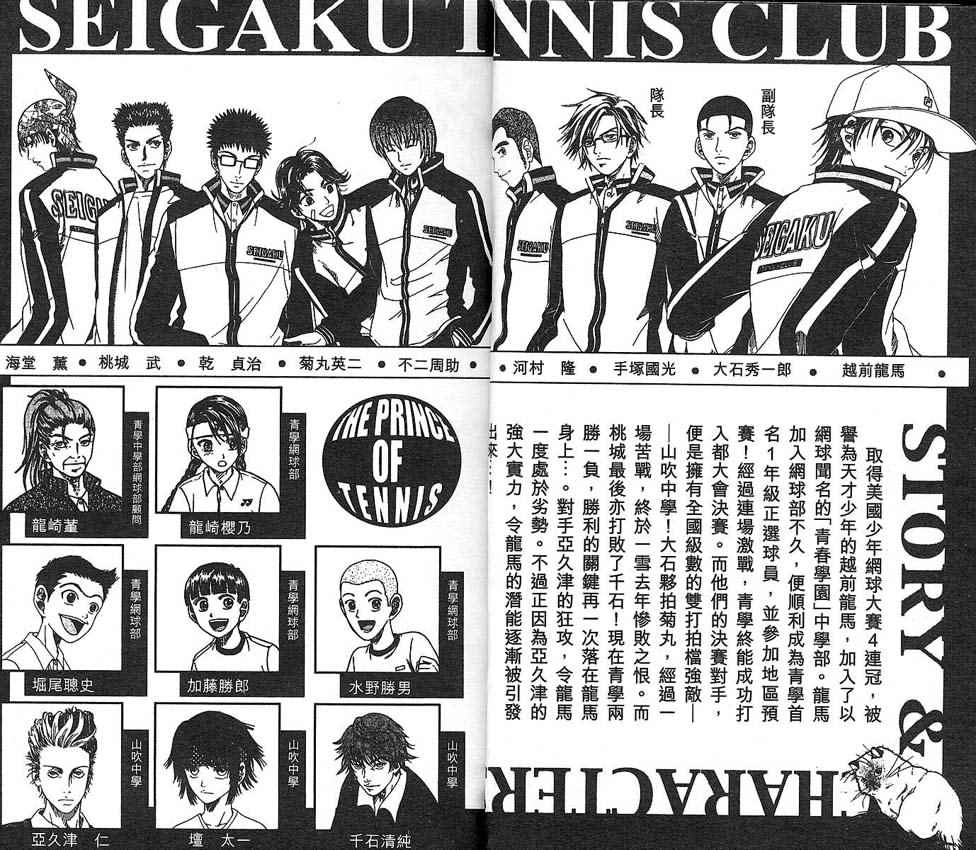 SEIGAKU T NNIS CLUB
隊長
副隊長
SEIGA
SEIGAKU
SEIGAKU
SEIGAKU
SEIGAKU
SEIGAKU
海堂　薫 ● 桃城　武 ● 乾　貞治 ● 菊丸英二 ● 不二周助 ● 河村　隆 ● 手塚國光 ● 大石秀一郎 ● 越前龍馬 ●
青學中學部網球部顧問
龍崎菫
青學網球部
龍崎櫻乃
THE PRINCE
OF
TENNIS
青學網球部
堀尾聰史
青學網球部
加藤勝郎
青學網球部
水野勝男
山吹中學
亞久津　仁
山吹中學
壇　太一
山吹中學
千石清純
STORY &
HARACTER
取得美國少年網球大賽4連冠，被
譽為天才少年的越前龍馬，加入了以
網球聞名的「青春學園」中學部。龍馬
加入網球部不久，便順利成為青學首
名1年級正選球員，並參加地區預
賽！經過連場激戰，青學終能成功打
入都大會決賽。而他們的決賽對手，
便是擁有全國級數的雙打拍檔強敵—
—山吹中學！大石夥拍菊丸，經過一
場苦戰，終於一雪去年慘敗之恨。而
桃城最後亦打敗了千石！現在青學兩
勝一負，勝利的關鍵再一次落在龍馬
身上…。對手亞久津的狂攻，令龍馬
一度處於劣勢。不過正因為亞久津的
強大實力，令龍馬的潛能逐漸被引發
出來…！